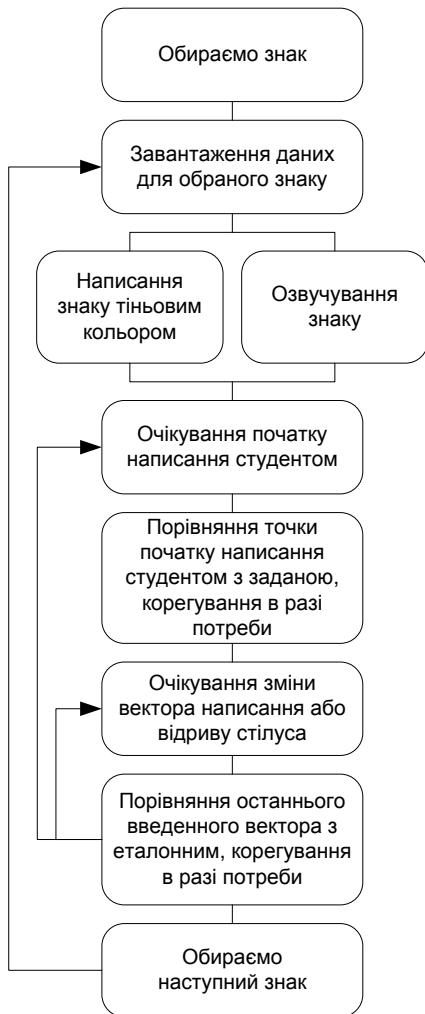 Обираємо знак
Завантаження даних
для обраного знаку
Написання
знаку тіньовим
кольором
Озвучування
знаку
Очікування початку
написання студентом
Порівняння точки
початку написання
студентом з заданою,
корегування в разі
потреби
Очікування зміни
вектора написання або
відриву стілуса
Порівняння останнього
введенного вектора з
еталонним, корегування
в разі потреби
Обираємо
наступний знак